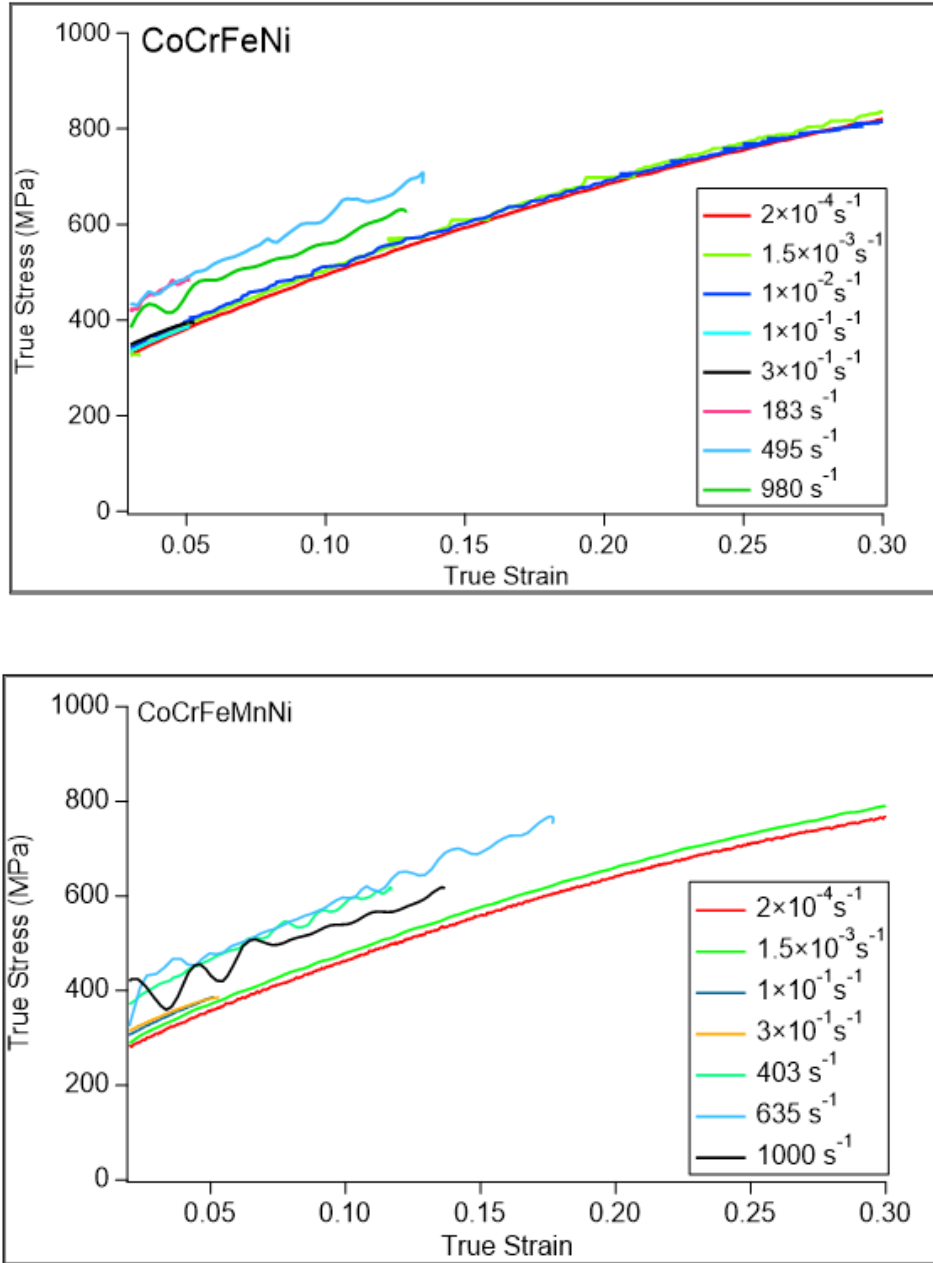 CoCrFeNi
1000
800
600
400
200
0
True Stress (MPa)
0.05 0.10 0.15 0.20 0.25 0.30
True Strain
2×10⁻⁴s⁻¹
1.5×10⁻³s⁻¹
1×10⁻²s⁻¹
1×10⁻¹s⁻¹
3×10⁻¹s⁻¹
183 s⁻¹
495 s⁻¹
980 s⁻¹
CoCrFeMnNi
1000
800
600
400
200
0
True Stress (MPa)
0.05 0.10 0.15 0.20 0.25 0.30
True Strain
2×10⁻⁴s⁻¹
1.5×10⁻³s⁻¹
1×10⁻¹s⁻¹
3×10⁻¹s⁻¹
403 s⁻¹
635 s⁻¹
1000 s⁻¹